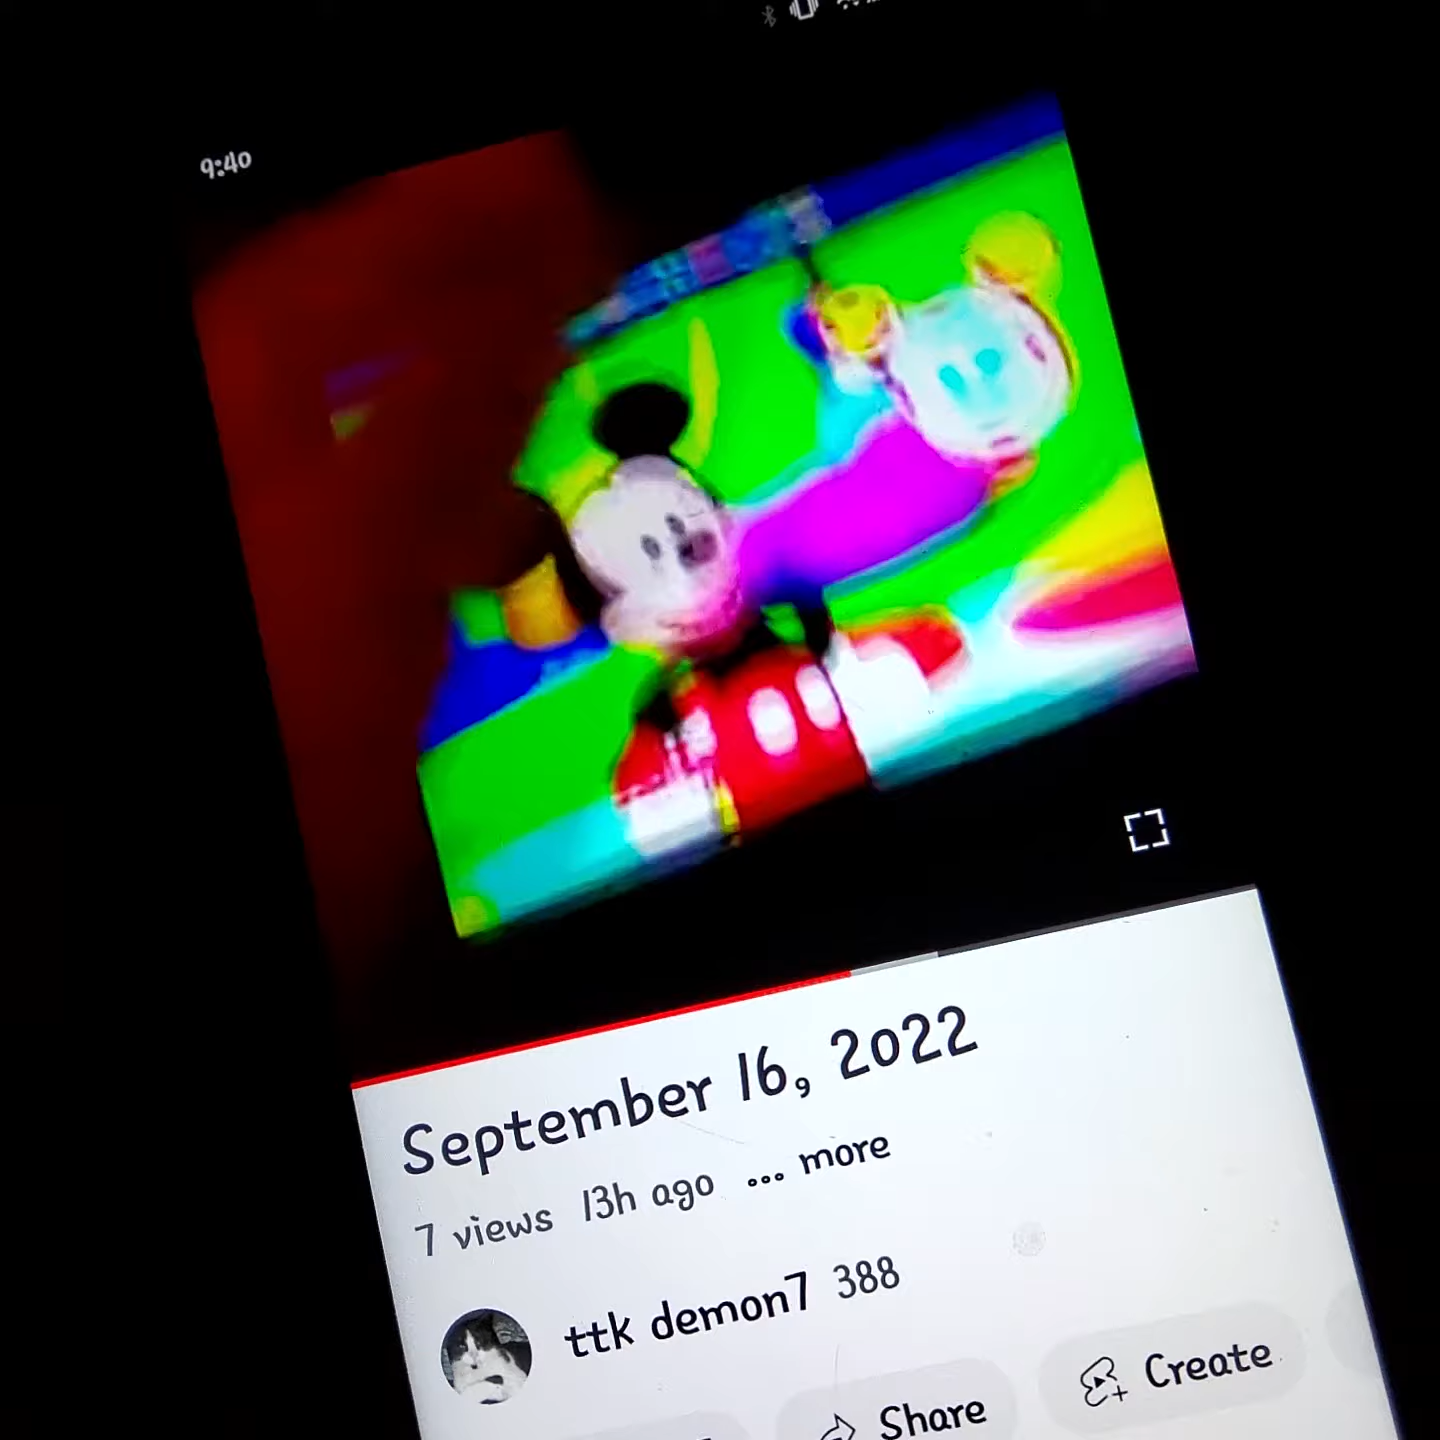 9:40
September 16, 2022
7 views 13h ago ... more
ttk demon7 388
Share
Create